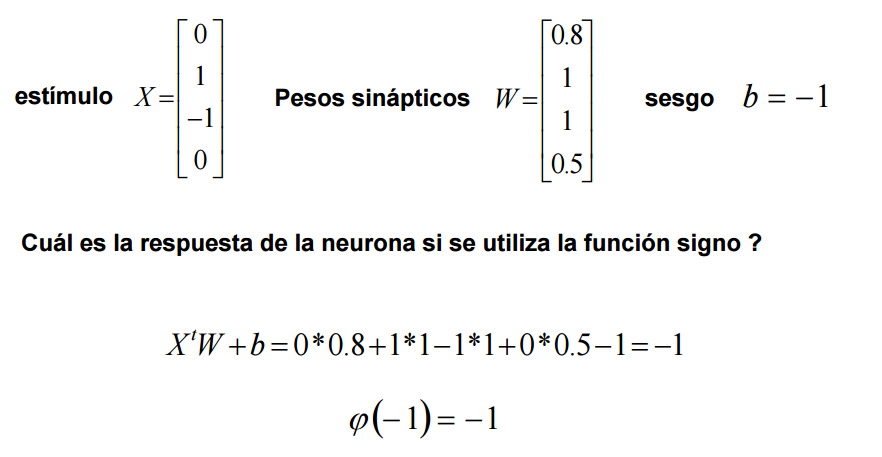 estímulo X = [0 1 −1 0] Pesos sinápticos W = [0.8 1 1 0.5] sesgo b = −1
Cuál es la respuesta de la neurona si se utiliza la función signo ?
XᵗW + b = 0*0.8+1*1−1*1+0*0.5−1=−1
φ(−1) = −1